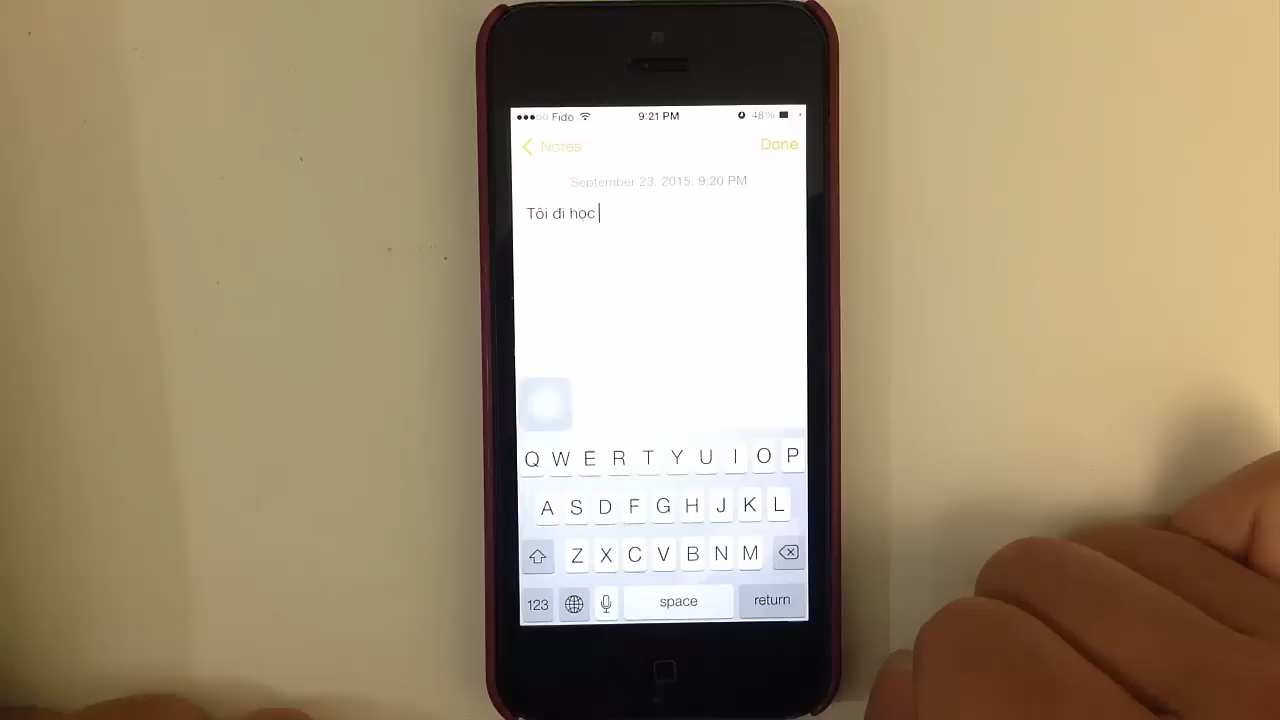 Fido 9:21 PM 48%
Notes Done
September 23, 2015, 9:20 PM
Tôi đi học
Q W E R T Y U I O P
A S D F G H J K L
Z X C V B N M
123 space return